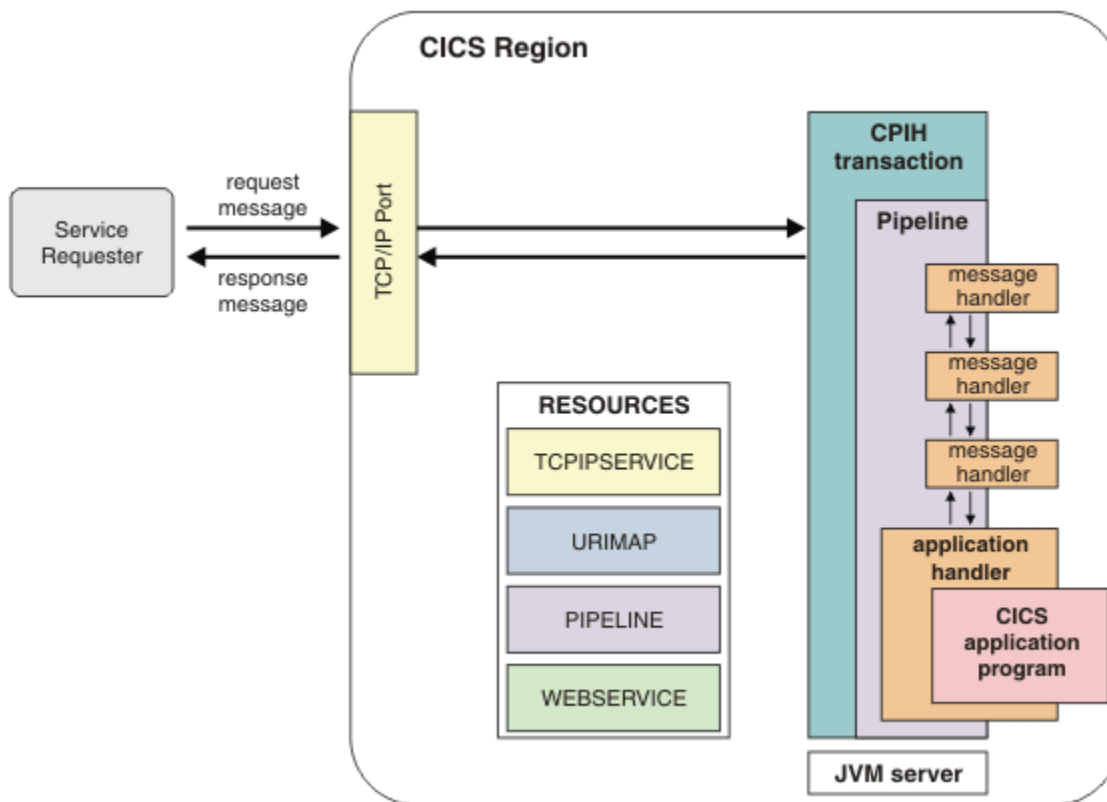 CICS Region
CPIH
transaction
request
message
Service
Requester
TCP/IP Port
response
message
Pipeline
message
handler
message
handler
message
handler
RESOURCES
TCPIPSERVICE
URIMAP
PIPELINE
WEBSERVICE
application
handler
CICS
application
program
JVM server